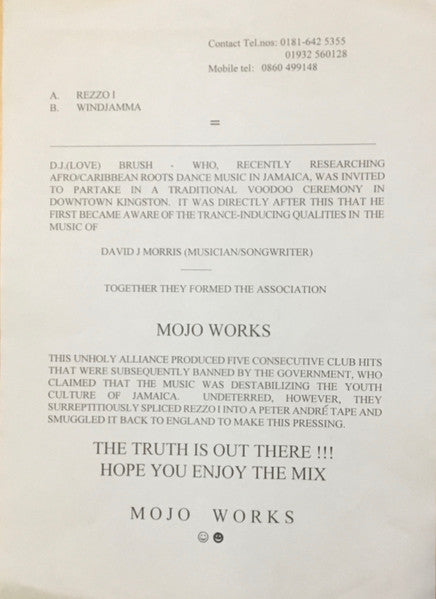 Contact Tel.nos: 0181-642 5355
01932 560128
Mobile tel: 0860 499148
A. REZZO I
B. WINDJAMMA
=
D.J.(LOVE) BRUSH - WHO, RECENTLY RESEARCHING
AFRO/CARIBBEAN ROOTS DANCE MUSIC IN JAMAICA, WAS INVITED
TO PARTAKE IN A TRADITIONAL VOODOO CEREMONY IN
DOWNTOWN KINGSTON. IT WAS DIRECTLY AFTER THIS THAT HE
FIRST BECAME AWARE OF THE TRANCE-INDUCING QUALITIES IN THE
MUSIC OF
DAVID J MORRIS (MUSICIAN/SONGWRITER)
TOGETHER THEY FORMED THE ASSOCIATION
MOJO WORKS
THIS UNHOLY ALLIANCE PRODUCED FIVE CONSECUTIVE CLUB HITS
THAT WERE SUBSEQUENTLY BANNED BY THE GOVERNMENT, WHO
CLAIMED THAT THE MUSIC WAS DESTABILIZING THE YOUTH
CULTURE OF JAMAICA. UNDETERRED, HOWEVER, THEY
SURREPTITIOUSLY SPLICED REZZO I INTO A PETER ANDRÉ TAPE AND
SMUGGLED IT BACK TO ENGLAND TO MAKE THIS PRESSING.
THE TRUTH IS OUT THERE !!!
HOPE YOU ENJOY THE MIX
MOJO WORKS
☺☻